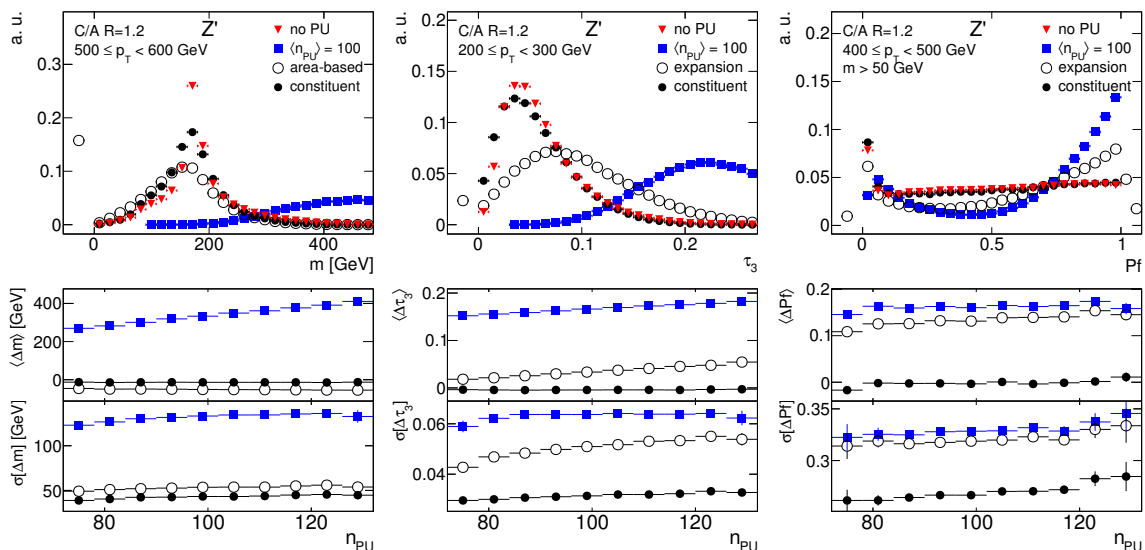 a. u.
C/A R=1.2
Z'
500 ≤ p_T < 600 GeV
no PU
⟨n_PU⟩ = 100
area-based
constituent
0.3
0.2
0.1
0
0
200
400
m [GeV]
a. u.
C/A R=1.2
Z'
200 ≤ p_T < 300 GeV
no PU
⟨n_PU⟩ = 100
expansion
constituent
0.2
0.15
0.1
0.05
0
0
0.1
0.2
τ_3
a. u.
C/A R=1.2
Z'
400 ≤ p_T < 500 GeV
m > 50 GeV
no PU
⟨n_PU⟩ = 100
expansion
constituent
0.2
0.15
0.1
0.05
0
0
0.5
1
Pf
⟨Δm⟩ [GeV]
400
200
0
σ[Δm] [GeV]
100
50
80
100
120
n_PU
⟨Δτ_3⟩
0.2
0.1
0
σ[Δτ_3]
0.06
0.04
80
100
120
n_PU
⟨ΔPf⟩
0.2
0.1
0
σ[ΔPf]
0.35
0.3
80
100
120
n_PU